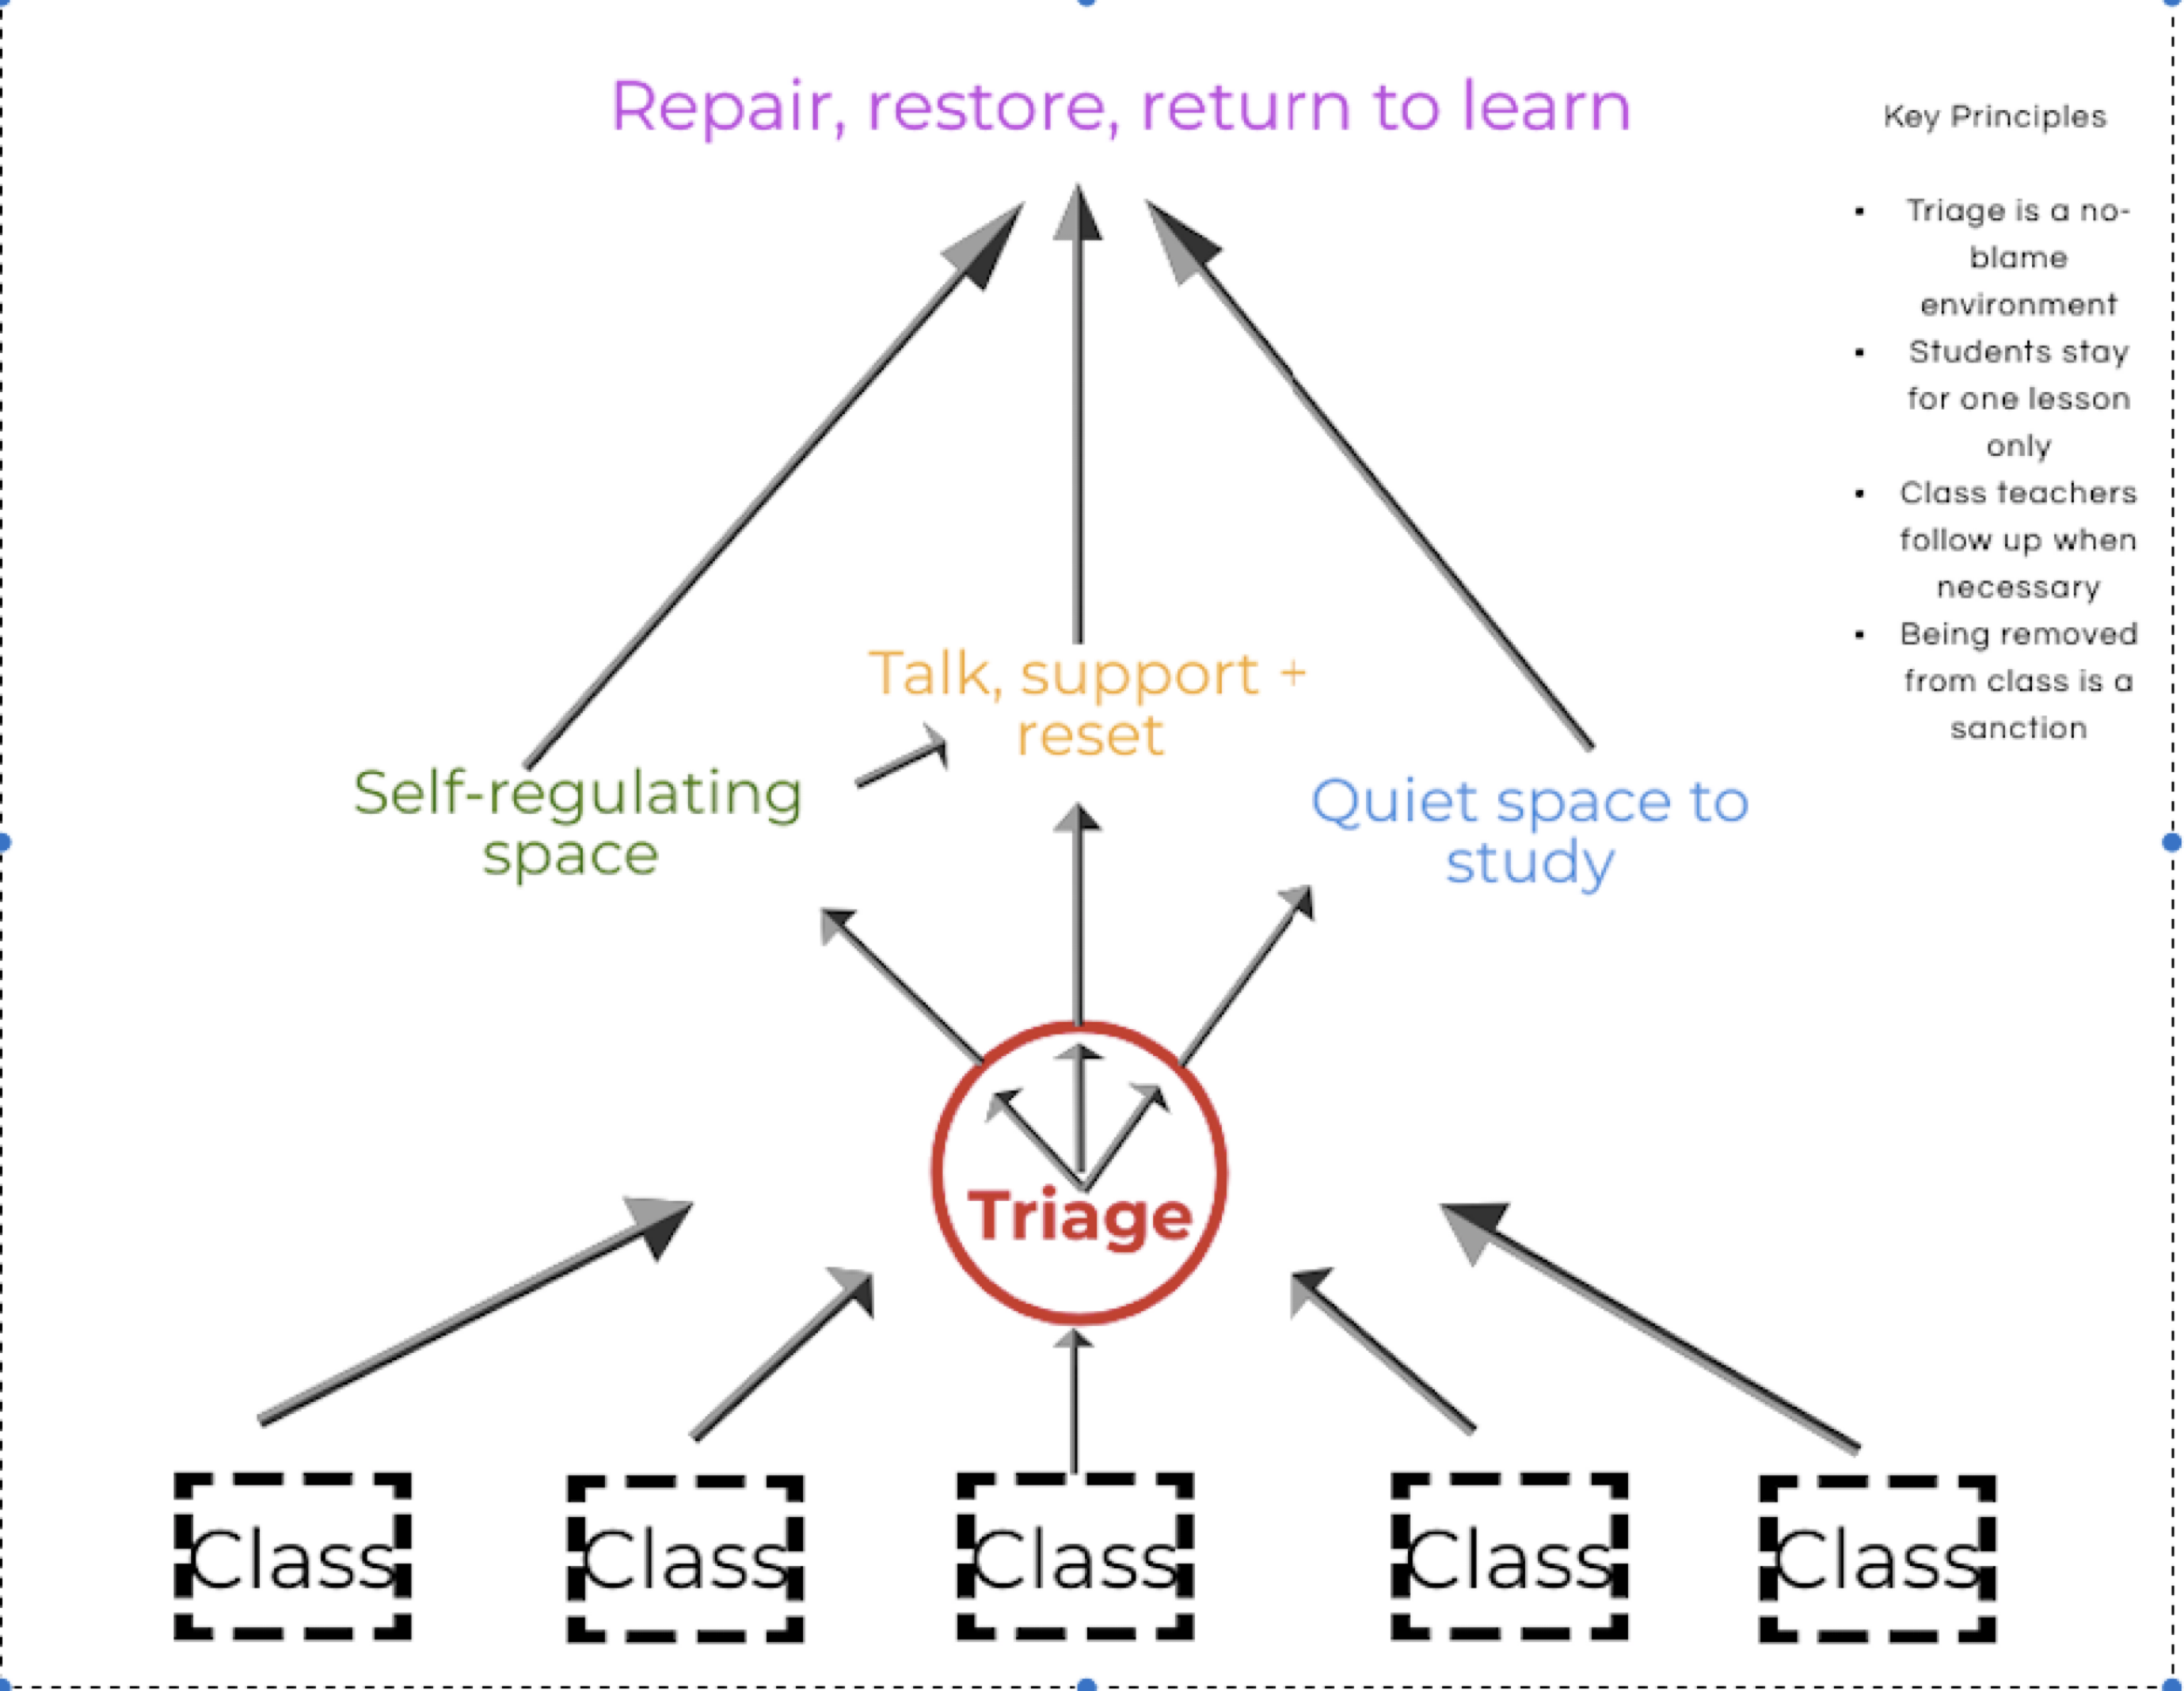 Repair, restore, return to learn
Key Principles
▪ Triage is a no-
blame
environment
▪ Students stay
for one lesson
only
▪ Class teachers
follow up when
necessary
▪ Being removed
from class is a
sanction
Talk, support +
reset
Self-regulating
space
Quiet space to
study
Triage
Class
Class
Class
Class
Class